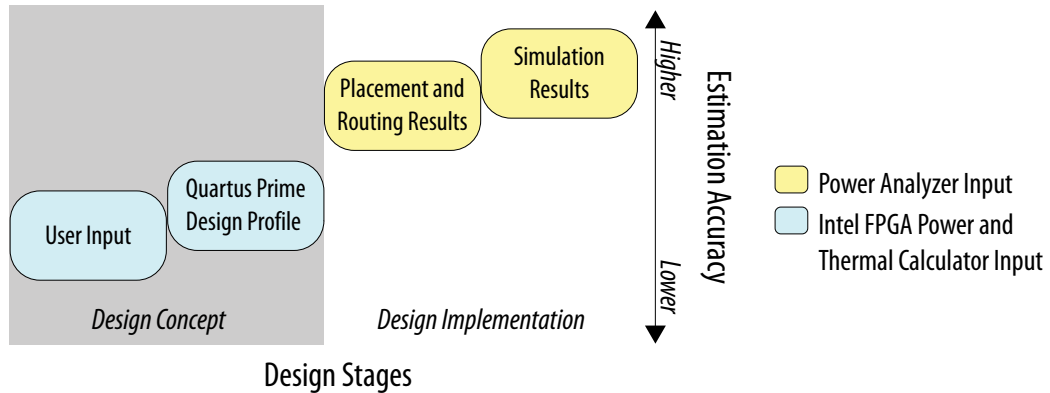 Simulation
Results
Placement and
Routing Results
Quartus Prime
Design Profile
User Input
Design Concept
Design Implementation
Design Stages
Higher
Lower
Estimation Accuracy
Power Analyzer Input
Intel FPGA Power and
Thermal Calculator Input